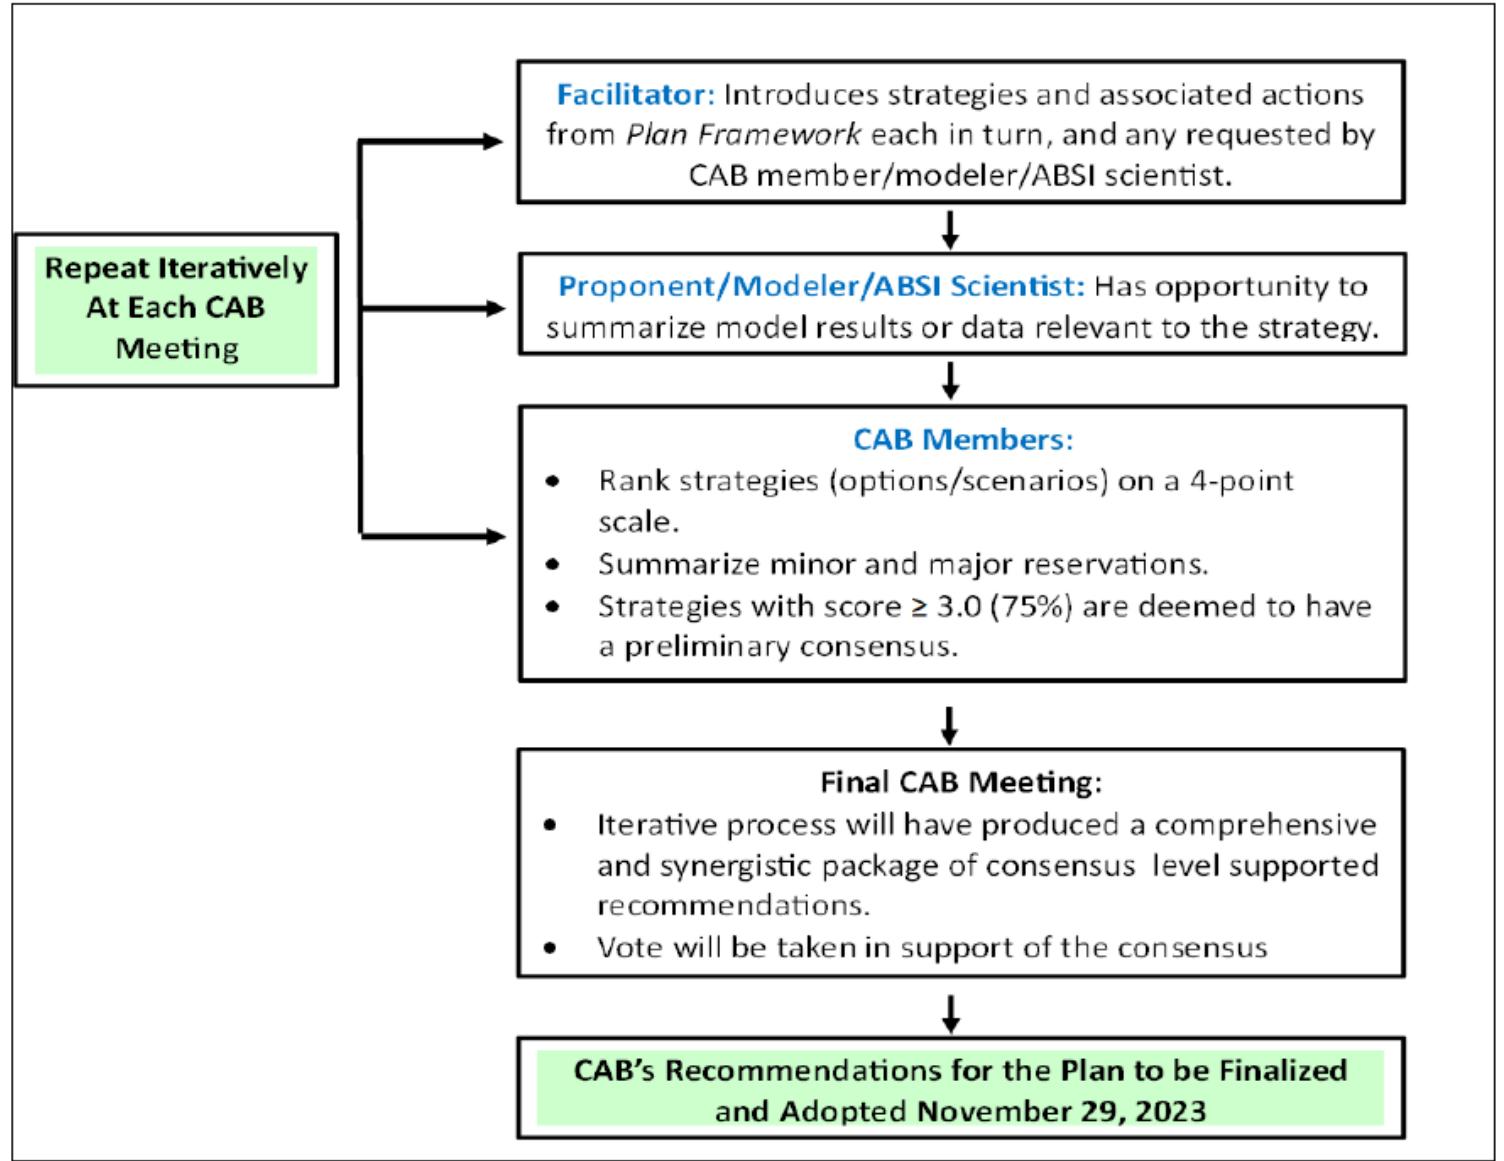 Facilitator: Introduces strategies and associated actions
from Plan Framework each in turn, and any requested by
CAB member/modeler/ABSI scientist.
Repeat Iteratively
At Each CAB
Meeting
Proponent/Modeler/ABSI Scientist: Has opportunity to
summarize model results or data relevant to the strategy.
CAB Members:
• Rank strategies (options/scenarios) on a 4-point
scale.
• Summarize minor and major reservations.
• Strategies with score ≥ 3.0 (75%) are deemed to have
a preliminary consensus.
Final CAB Meeting:
• Iterative process will have produced a comprehensive
and synergistic package of consensus level supported
recommendations.
• Vote will be taken in support of the consensus
CAB's Recommendations for the Plan to be Finalized
and Adopted November 29, 2023